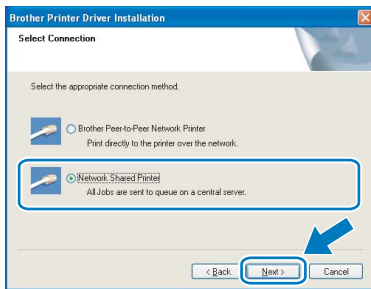 Brother Printer Driver Installation
Select Connection
Select the appropriate connection method.
Brother Peer-to-Peer Network Printer
Print directly to the printer over the network.
Network Shared Printer
All Jobs are sent to queue on a central server.
< Back Next > Cancel